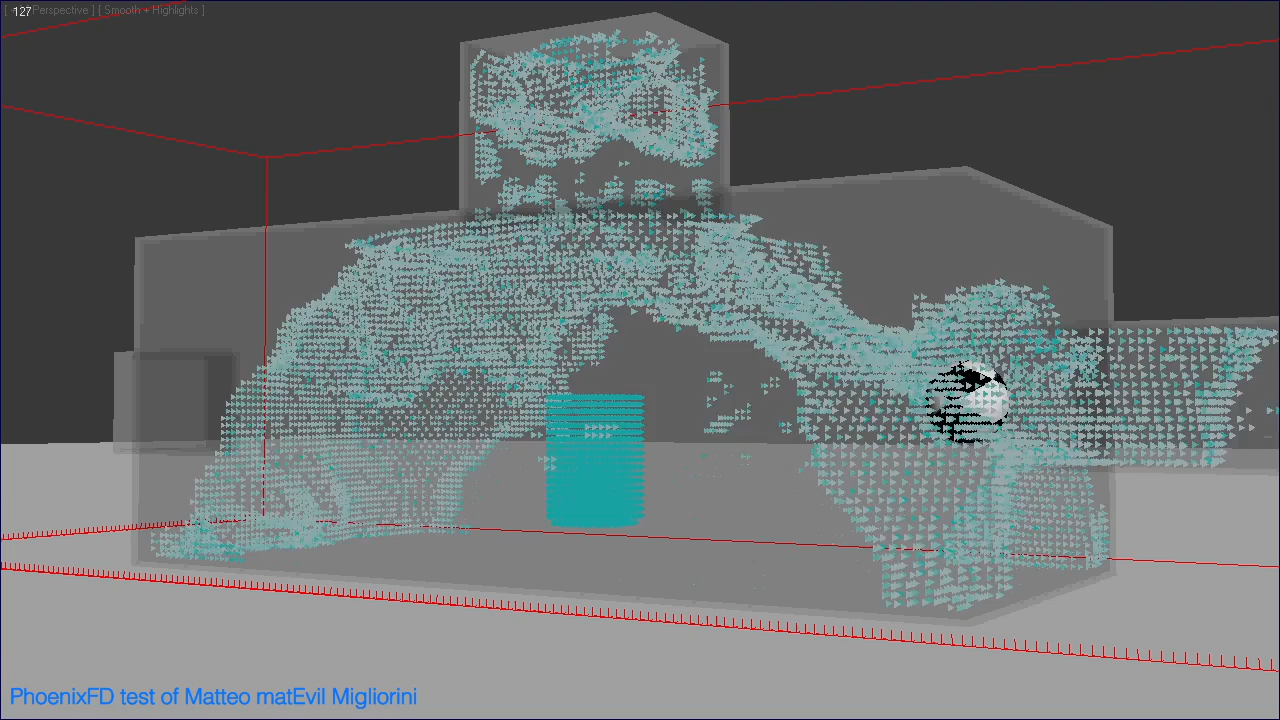 127 Perspective ] [ Smooth + Highlights ]
PhoenixFD test of Matteo matEvil Migliorini